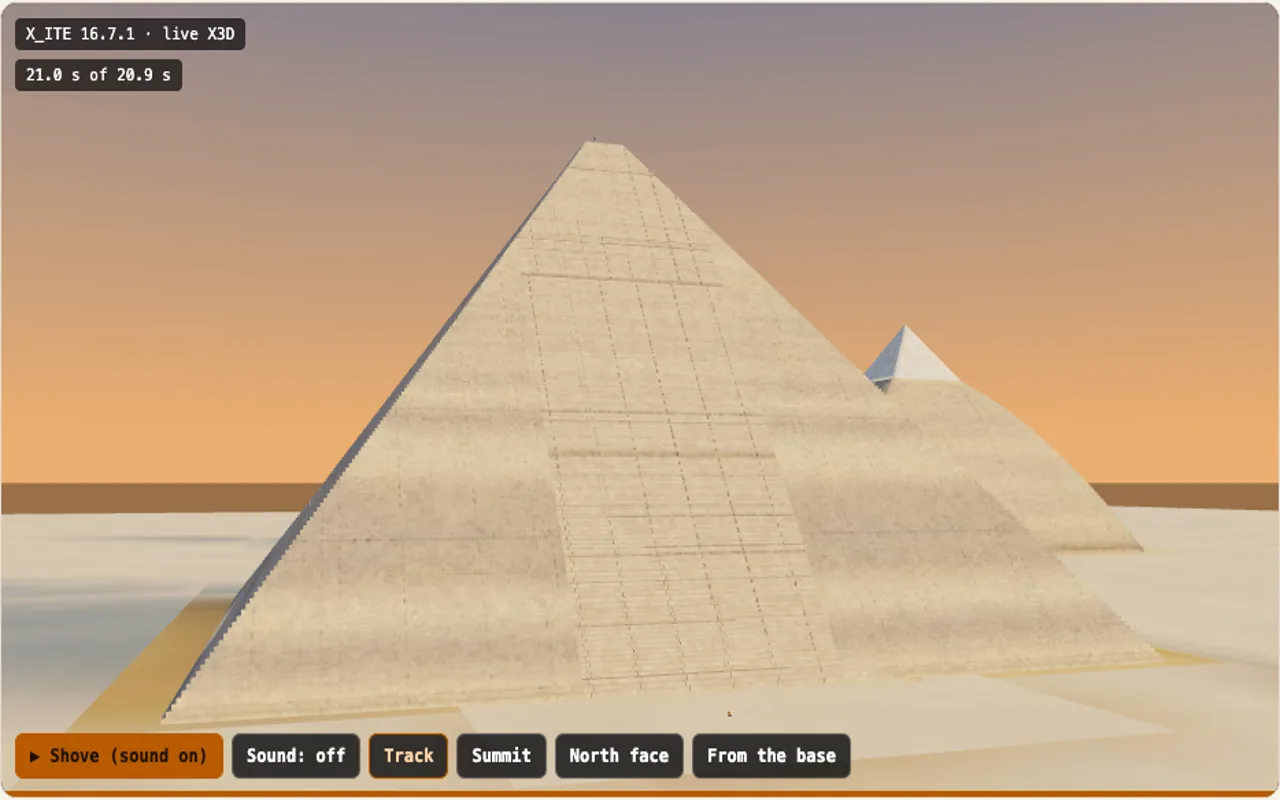 X_ITE 16.7.1 · live X3D
21.0 s of 20.9 s
▶ Shove (sound on) Sound: off Track Summit North face From the base